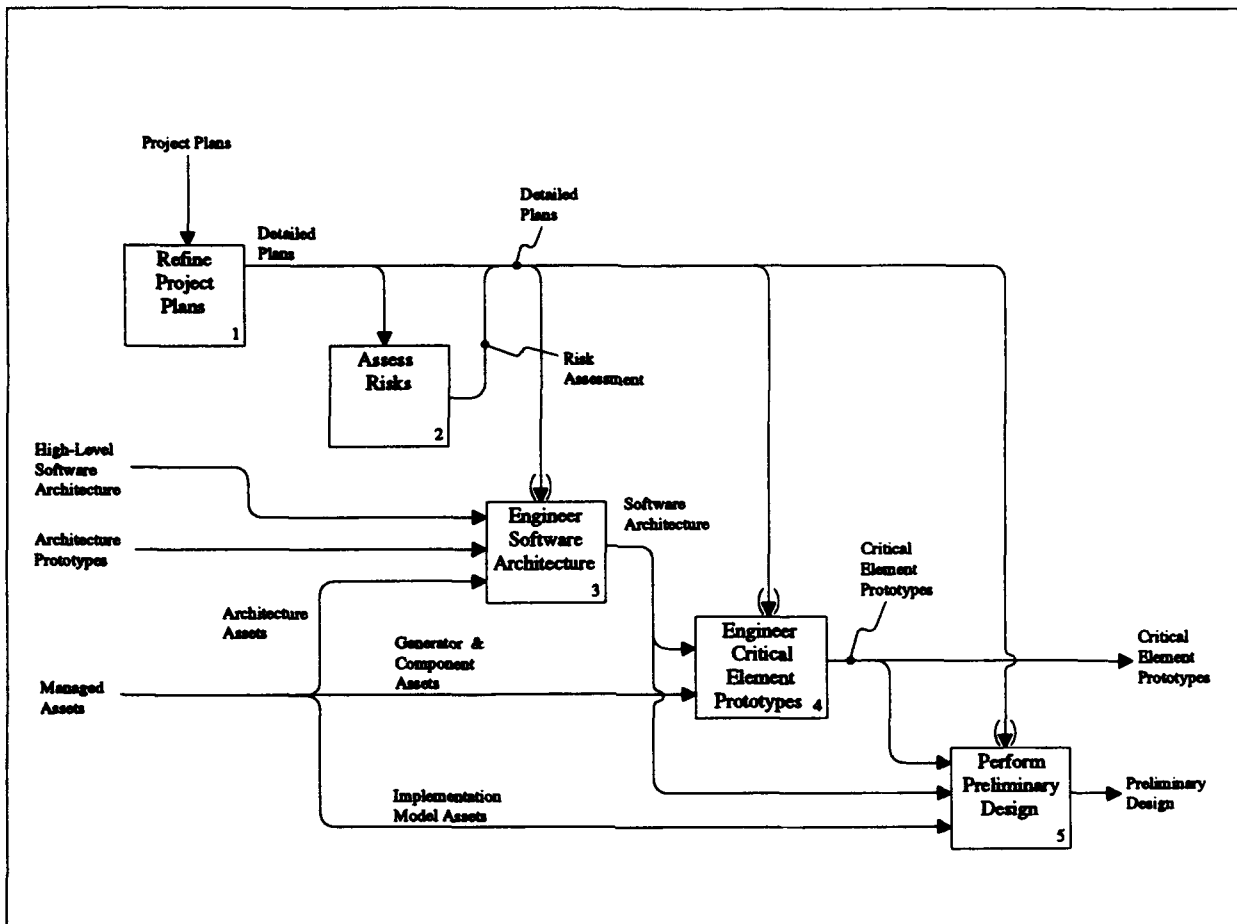 Project Plans
Detailed
Plans
Detailed
Plans
Refine
Project
Plans
1
Assess
Risks
2
Risk
Assessment
High-Level
Software
Architecture
Architecture
Prototypes
Engineer
Software
Architecture
3
Software
Architecture
Architecture
Assets
Generator &
Component
Assets
Managed
Assets
Engineer
Critical
Element
Prototypes
4
Critical
Element
Prototypes
Critical
Element
Prototypes
Implementation
Model Assets
Perform
Preliminary
Design
5
Preliminary
Design